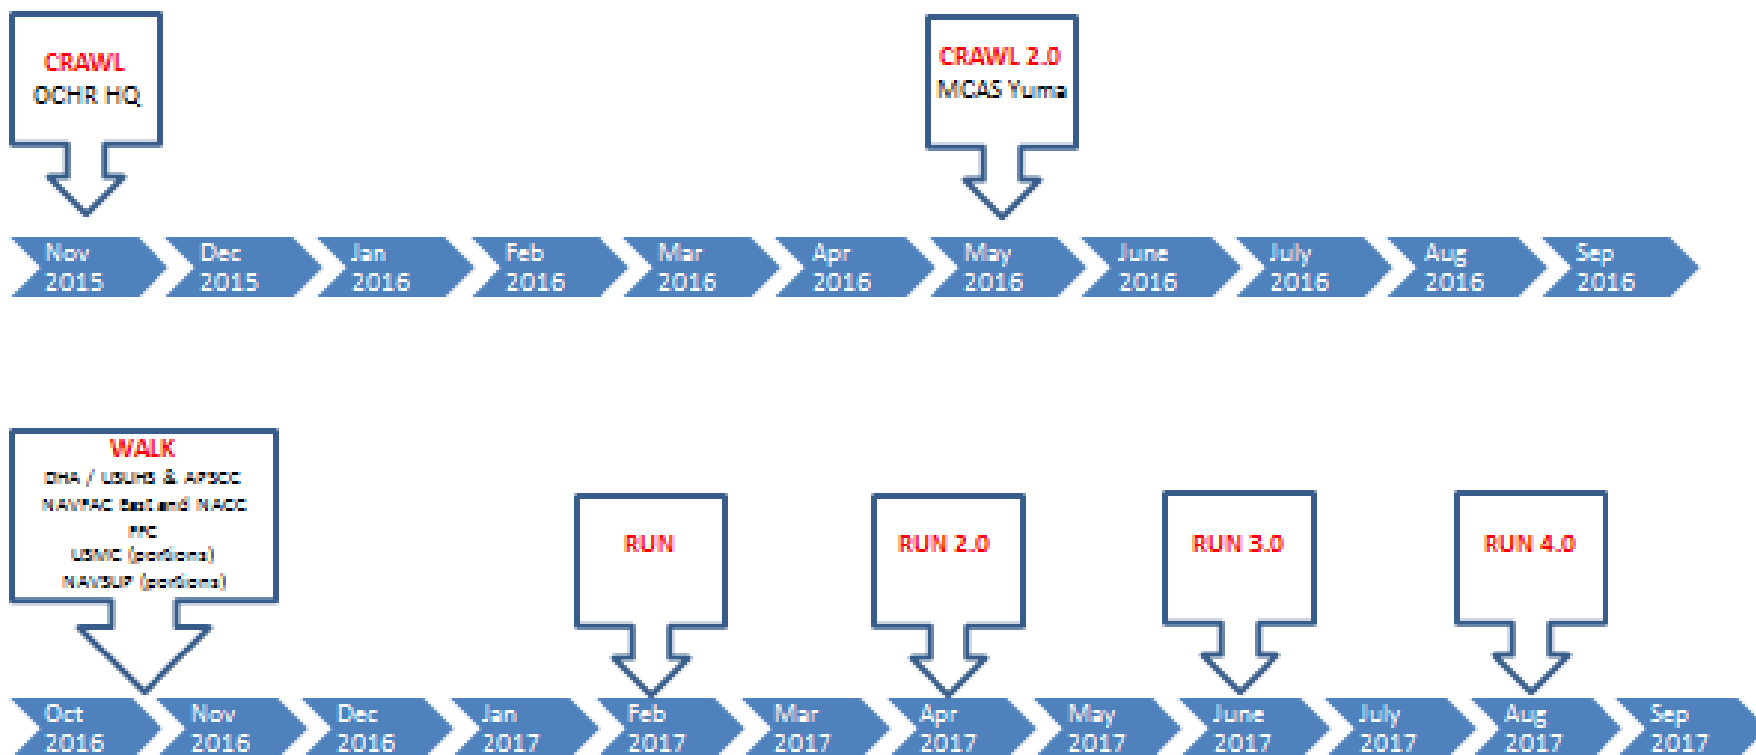 CRAWL
OCHR HQ
CRAWL 2.0
MCAS Yuma
Nov
2015
Dec
2015
Jan
2016
Feb
2016
Mar
2016
Apr
2016
May
2016
June
2016
July
2016
Aug
2016
Sep
2016
WALK
DHA / USUHS & APSCC
NAVFAC East and NACC
FFC
USMC (portions)
NAVSUP (portions)
RUN
RUN 2.0
RUN 3.0
RUN 4.0
Oct
2016
Nov
2016
Dec
2016
Jan
2017
Feb
2017
Mar
2017
Apr
2017
May
2017
June
2017
July
2017
Aug
2017
Sep
2017